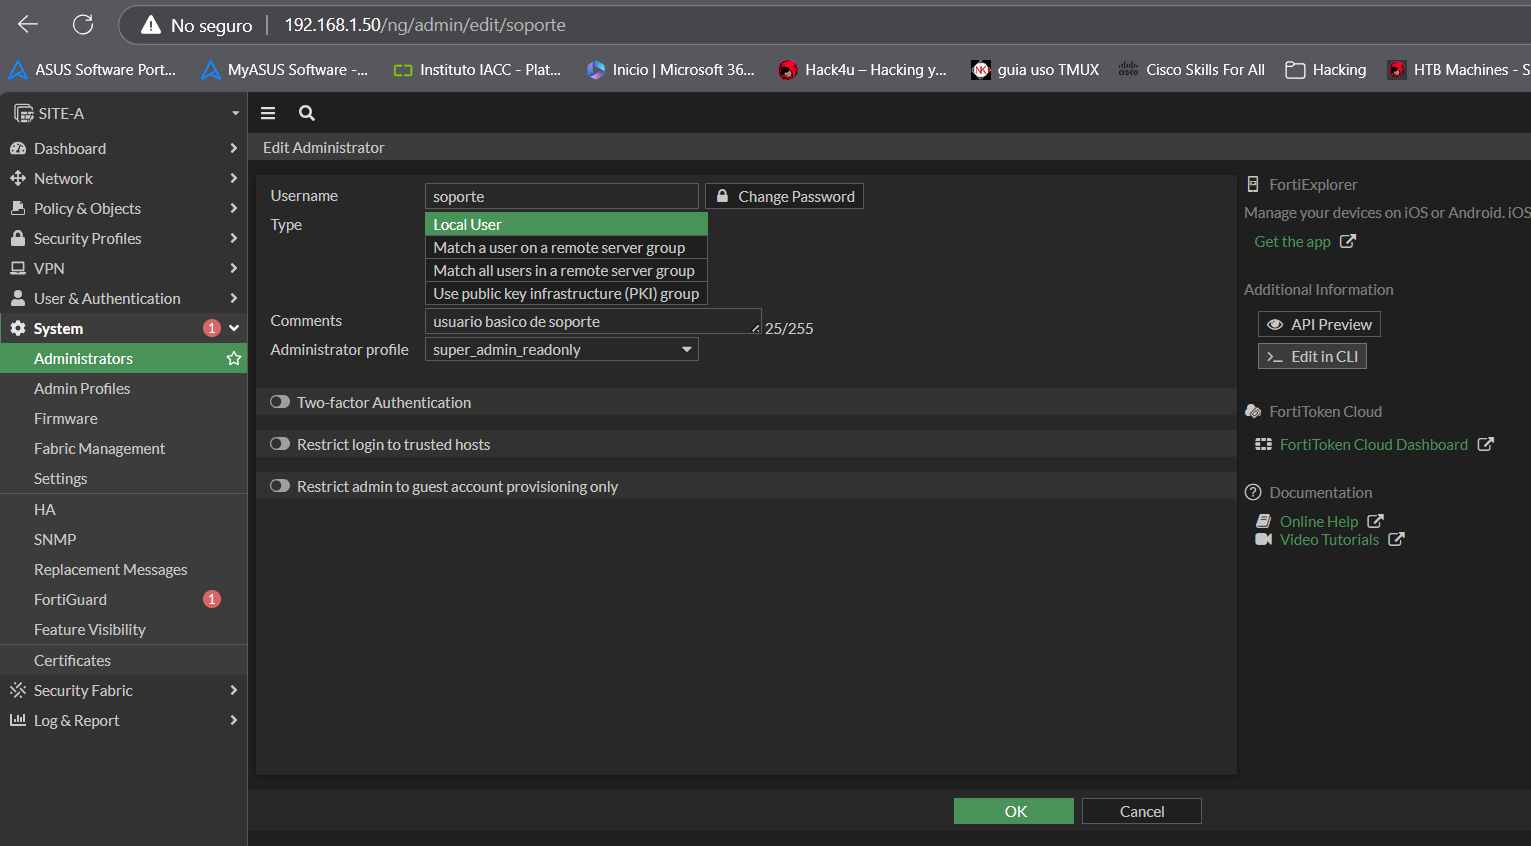 No seguro | 192.168.1.50/ng/admin/edit/soporte
ASUS Software Port... MyASUS Software -... Instituto IACC - Plat... Inicio | Microsoft 36... Hack4u – Hacking y... guia uso TMUX Cisco Skills For All Hacking HTB Machines - S
SITE-A
Dashboard
Network
Policy & Objects
Security Profiles
VPN
User & Authentication
System 1
Administrators
Admin Profiles
Firmware
Fabric Management
Settings
HA
SNMP
Replacement Messages
FortiGuard 1
Feature Visibility
Certificates
Security Fabric
Log & Report
Edit Administrator
Username soporte Change Password
Type Local User
Match a user on a remote server group
Match all users in a remote server group
Use public key infrastructure (PKI) group
Comments usuario basico de soporte 25/255
Administrator profile super_admin_readonly
Two-factor Authentication
Restrict login to trusted hosts
Restrict admin to guest account provisioning only
OK Cancel
FortiExplorer
Manage your devices on iOS or Android. iOS
Get the app
Additional Information
API Preview
>_ Edit in CLI
FortiToken Cloud
FortiToken Cloud Dashboard
Documentation
Online Help
Video Tutorials